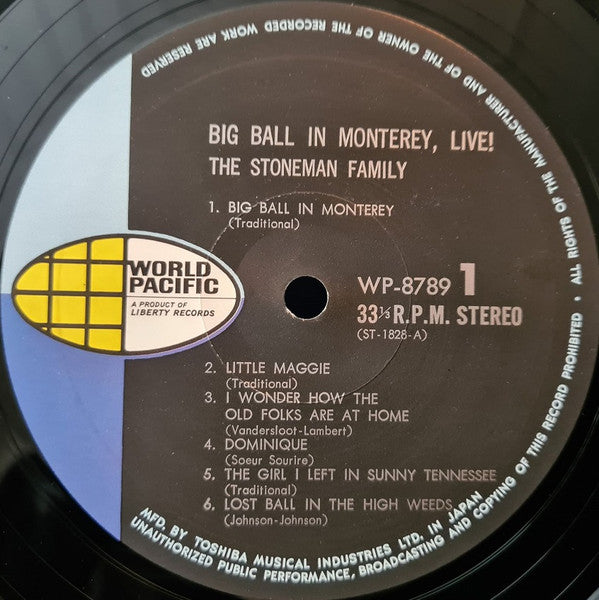 BIG BALL IN MONTEREY, LIVE!
THE STONEMAN FAMILY
1. BIG BALL IN MONTEREY
(Traditional)
WORLD
PACIFIC
A PRODUCT OF
LIBERTY RECORDS
WP-8789 1
33⅓ R.P.M. STEREO
(ST-1828-A)
2. LITTLE MAGGIE
(Traditional)
3. I WONDER HOW THE
OLD FOLKS ARE AT HOME
(Vandersloot-Lambert)
4. DOMINIQUE
(Soeur Sourire)
5. THE GIRL I LEFT IN SUNNY TENNESSEE
(Traditional)
6. LOST BALL IN THE HIGH WEEDS
(Johnson-Johnson)
MFD. BY TOSHIBA MUSICAL INDUSTRIES LTD. IN JAPAN
UNAUTHORIZED PUBLIC PERFORMANCE, BROADCASTING AND COPYING OF THIS RECORD PROHIBITED • ALL RIGHTS OF THE MANUFACTURER AND OF THE OWNER OF THE RECORDED WORK ARE RESERVED